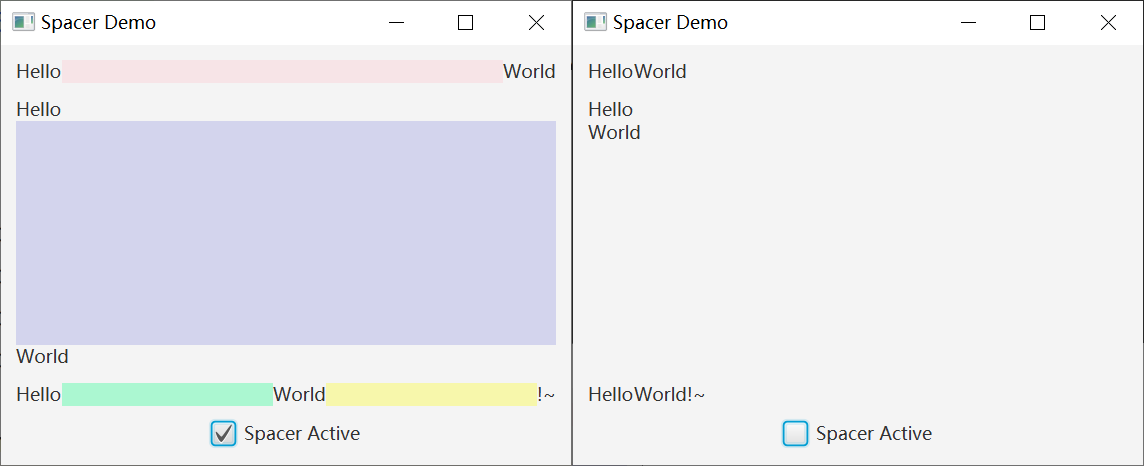 Spacer Demo
Hello World
Hello
World
Hello World !~
Spacer Active
Spacer Demo
HelloWorld
Hello
World
HelloWorld!~
Spacer Active